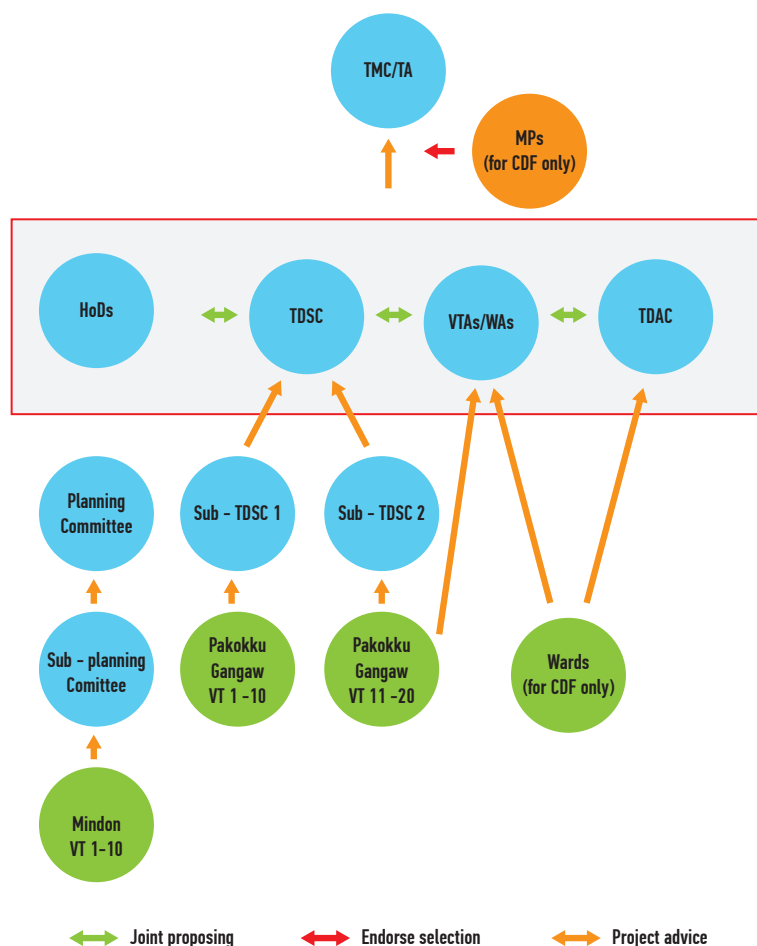 TMC/TA
MPs
(for CDF only)
HoDs
TDSC
VTAs/WAs
TDAC
Planning
Committee
Sub - TDSC 1
Sub - TDSC 2
Sub - planning
Comittee
Pakokku
Gangaw
VT 1 -10
Pakokku
Gangaw
VT 11 -20
Wards
(for CDF only)
Mindon
VT 1-10
Joint proposing
Endorse selection
Project advice